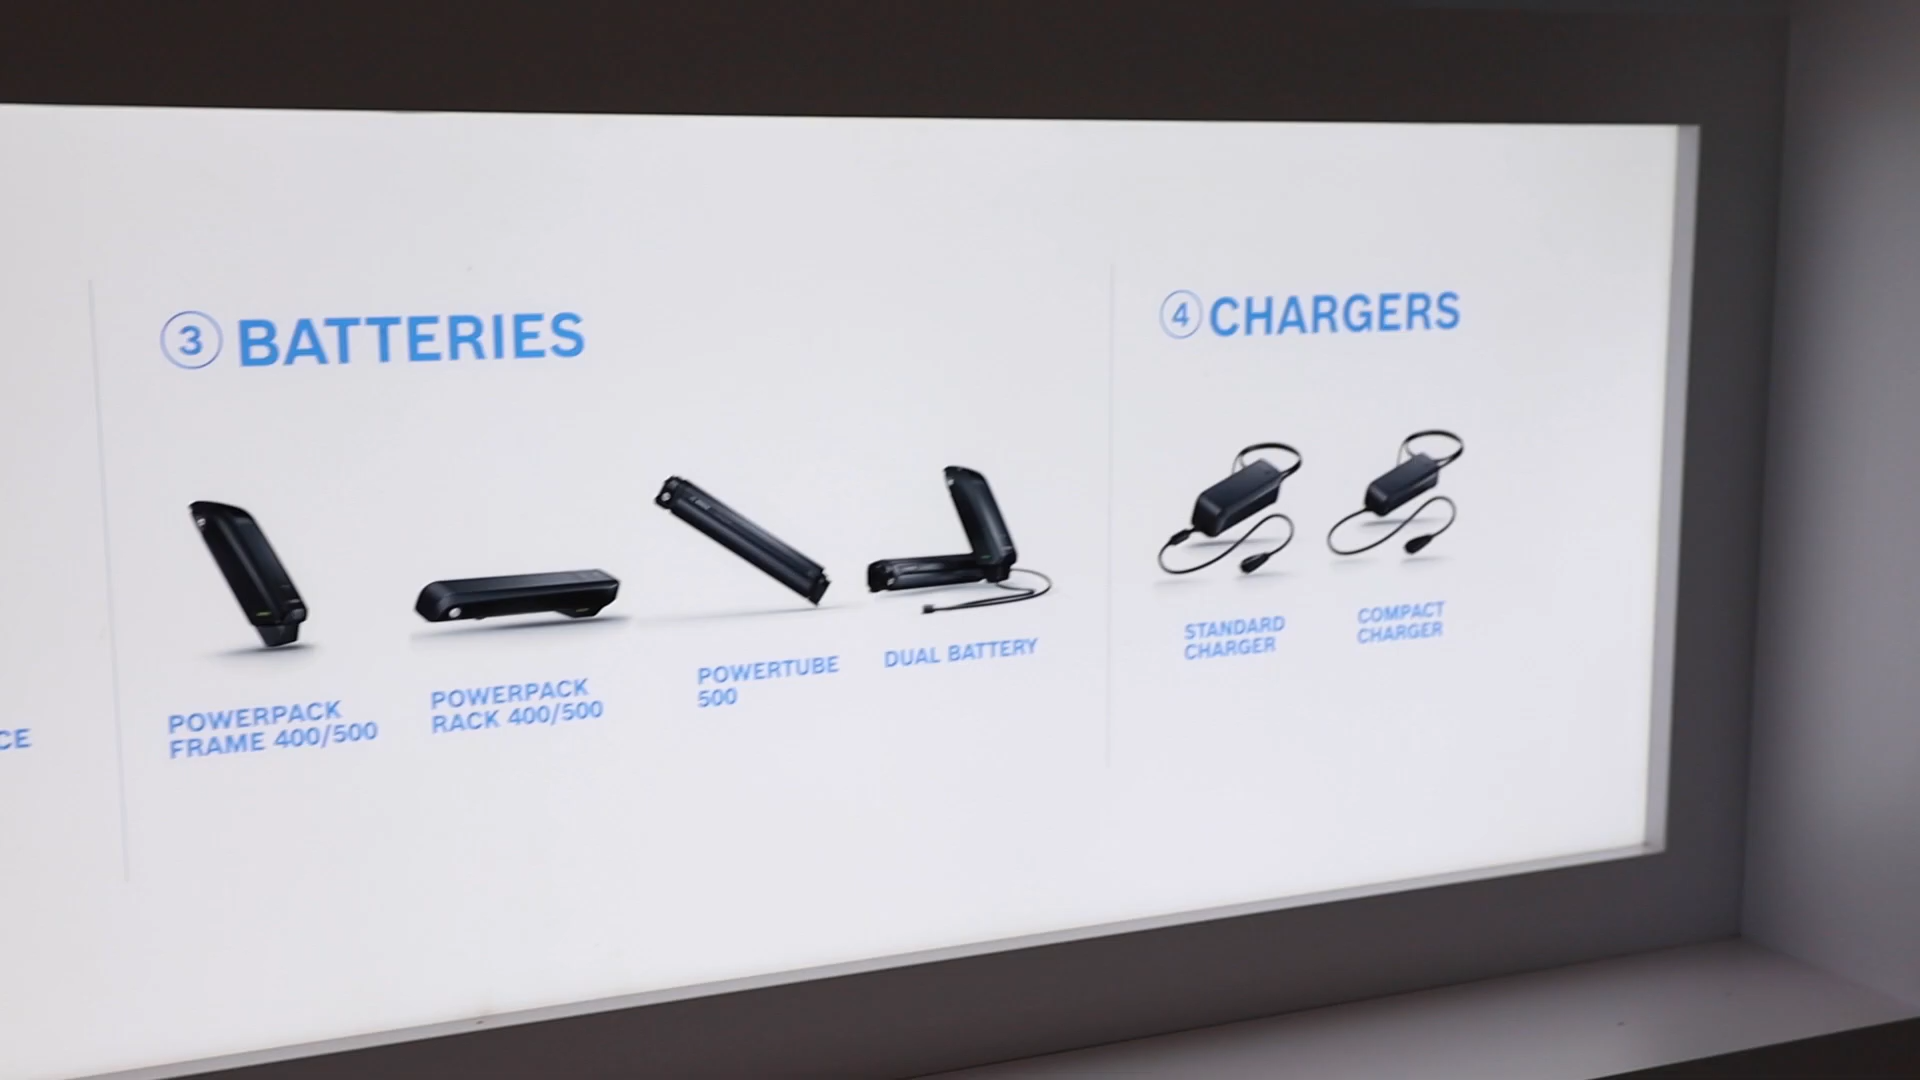 3 BATTERIES
POWERPACK
FRAME 400/500
POWERPACK
RACK 400/500
POWERTUBE
500
DUAL BATTERY
4 CHARGERS
STANDARD
CHARGER
COMPACT
CHARGER